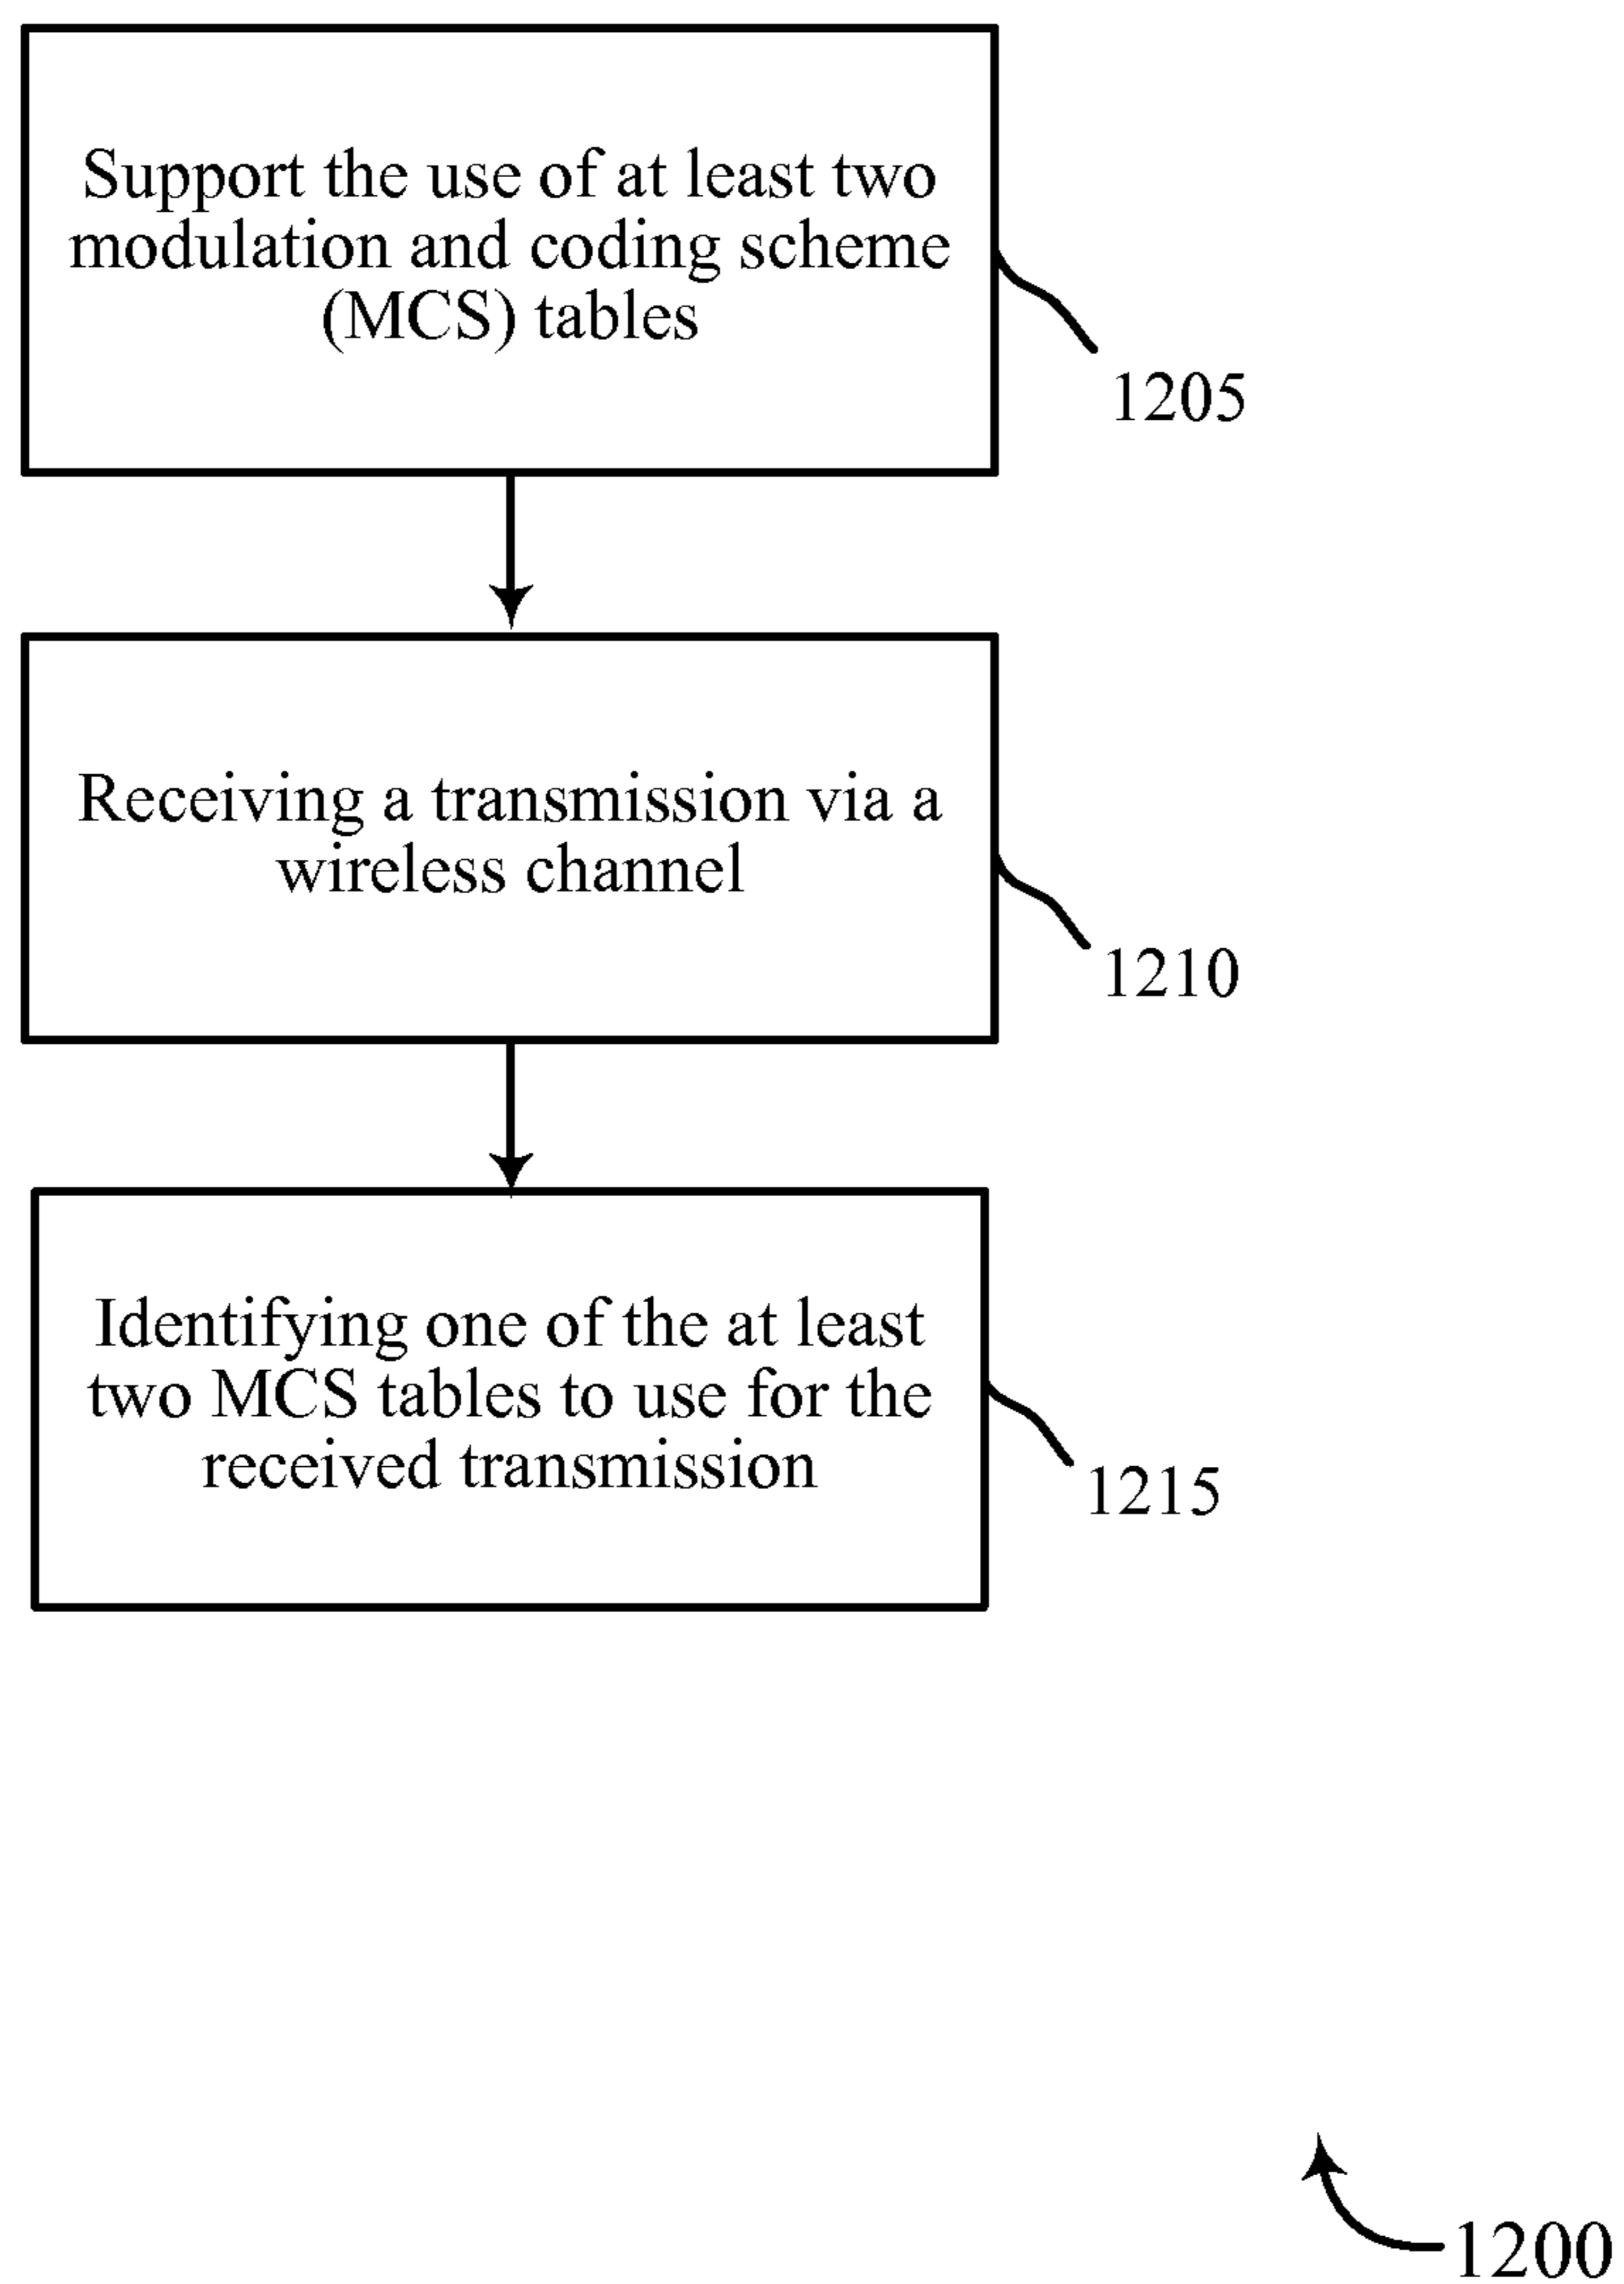 Support the use of at least two
modulation and coding scheme
(MCS) tables
1205
Receiving a transmission via a
wireless channel
1210
Identifying one of the at least
two MCS tables to use for the
received transmission
1215
1200